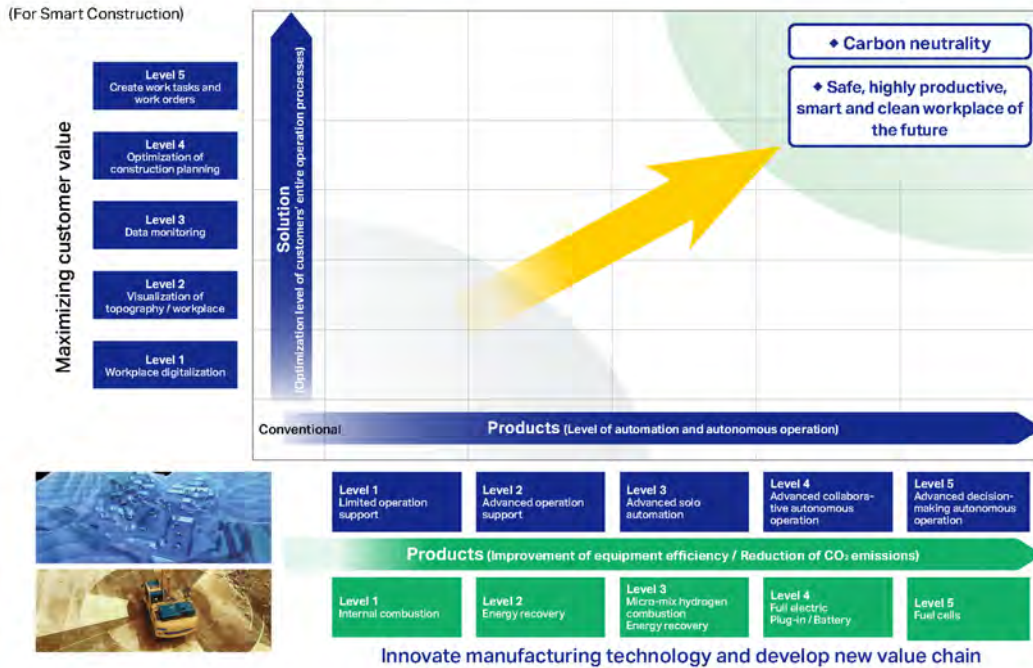 (For Smart Construction)
◆ Carbon neutrality
◆ Safe, highly productive,
smart and clean workplace of
the future
Maximizing customer value
Level 5
Create work tasks and
work orders
Level 4
Optimization of
construction planning
Level 3
Data monitoring
Level 2
Visualization of
topography / workplace
Level 1
Workplace digitalization
Solution
(Optimization level of customers' entire operation processes)
Conventional
Products (Level of automation and autonomous operation)
Level 1
Limited operation
support
Level 2
Advanced operation
support
Level 3
Advanced solo
automation
Level 4
Advanced collabora-
tive autonomous
operation
Level 5
Advanced decision-
making autonomous
operation
Products (Improvement of equipment efficiency / Reduction of CO₂ emissions)
Level 1
Internal combustion
Level 2
Energy recovery
Level 3
Micro-mix hydrogen
combustion
Energy recovery
Level 4
Full electric
Plug-in / Battery
Level 5
Fuel cells
Innovate manufacturing technology and develop new value chain